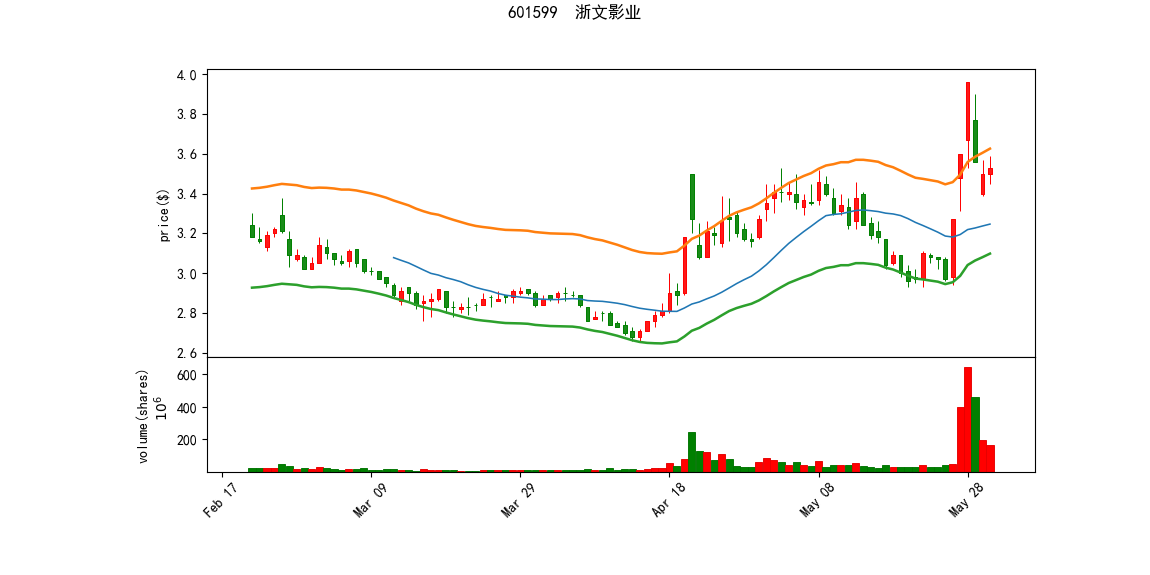 601599 浙文影业
4.0
3.8
3.6
3.4
3.2
3.0
2.8
2.6
price($)
600
400
200
volume(shares)
10^6
Feb 17
Mar 09
Mar 29
Apr 18
May 08
May 28